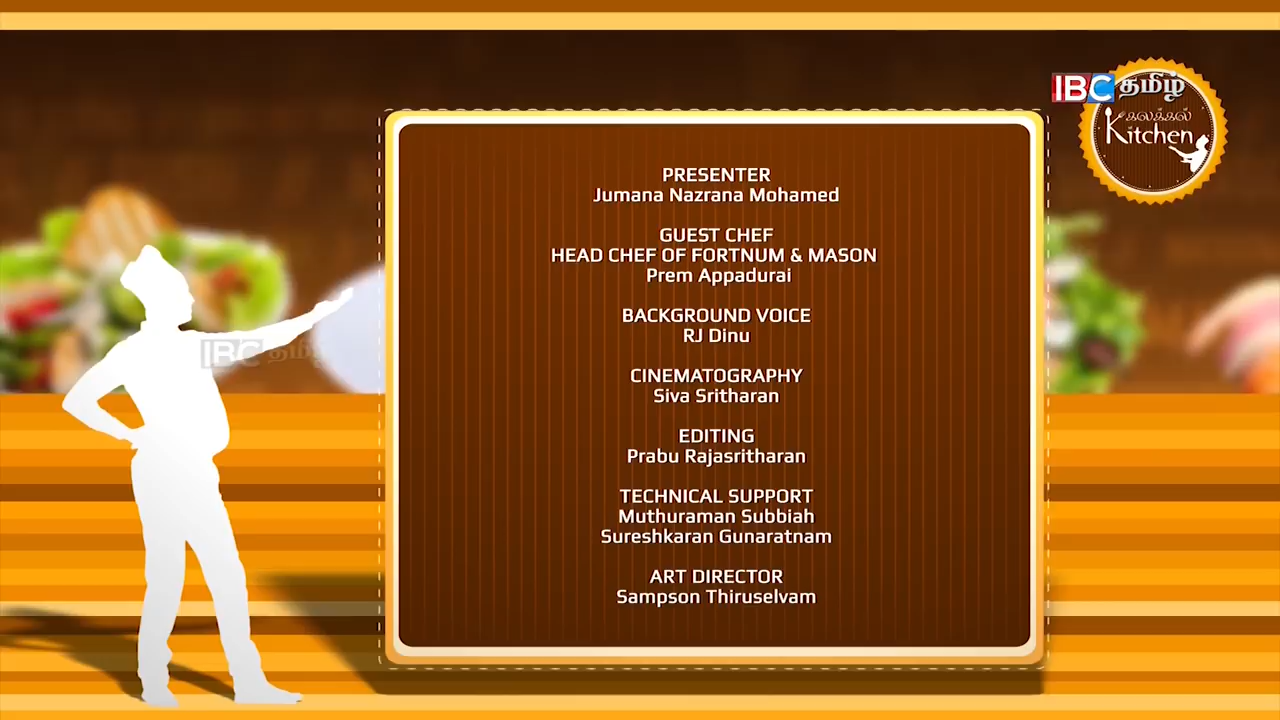 IBC தமிழ்
கலக்கல்
Kitchen
PRESENTER
Jumana Nazrana Mohamed
GUEST CHEF
HEAD CHEF OF FORTNUM & MASON
Prem Appadurai
BACKGROUND VOICE
RJ Dinu
CINEMATOGRAPHY
Siva Sritharan
EDITING
Prabu Rajasritharan
TECHNICAL SUPPORT
Muthuraman Subbiah
Sureshkaran Gunaratnam
ART DIRECTOR
Sampson Thiruselvam
IBC தமிழ்